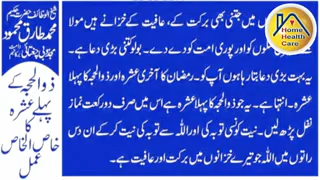 شیخ الوظائف حضرت حکیم
محمد طارق محمود
مجذوبی چغتائی
ذوالحجہ کے
پہلے عشرہ
کا
خاص الخاص
عمل
Home
Health
Care
میں جتنی بھی برکت کے، عافیت کے خزانے ہیں مولا
کو اور پوری امت کو دے دے۔ بولو کتنی بڑی دعا ہے۔
یہ بہت بڑی دعا بتا رہا ہوں آپ کو۔ رمضان کا آخری عشرہ اور ذوالحجہ کا پہلا
عشرہ۔ انتہا ہے۔ یہ جو ذوالحجہ کا پہلا عشرہ ہے اس میں صرف دو رکعت نماز
نفل پڑھ لیں۔ نیت کونسی توبہ کی اور اللہ سے توبہ کی نیت کر کے ان دس
راتوں میں اللہ جو تیرے خزانوں میں برکت اور عافیت ہے۔